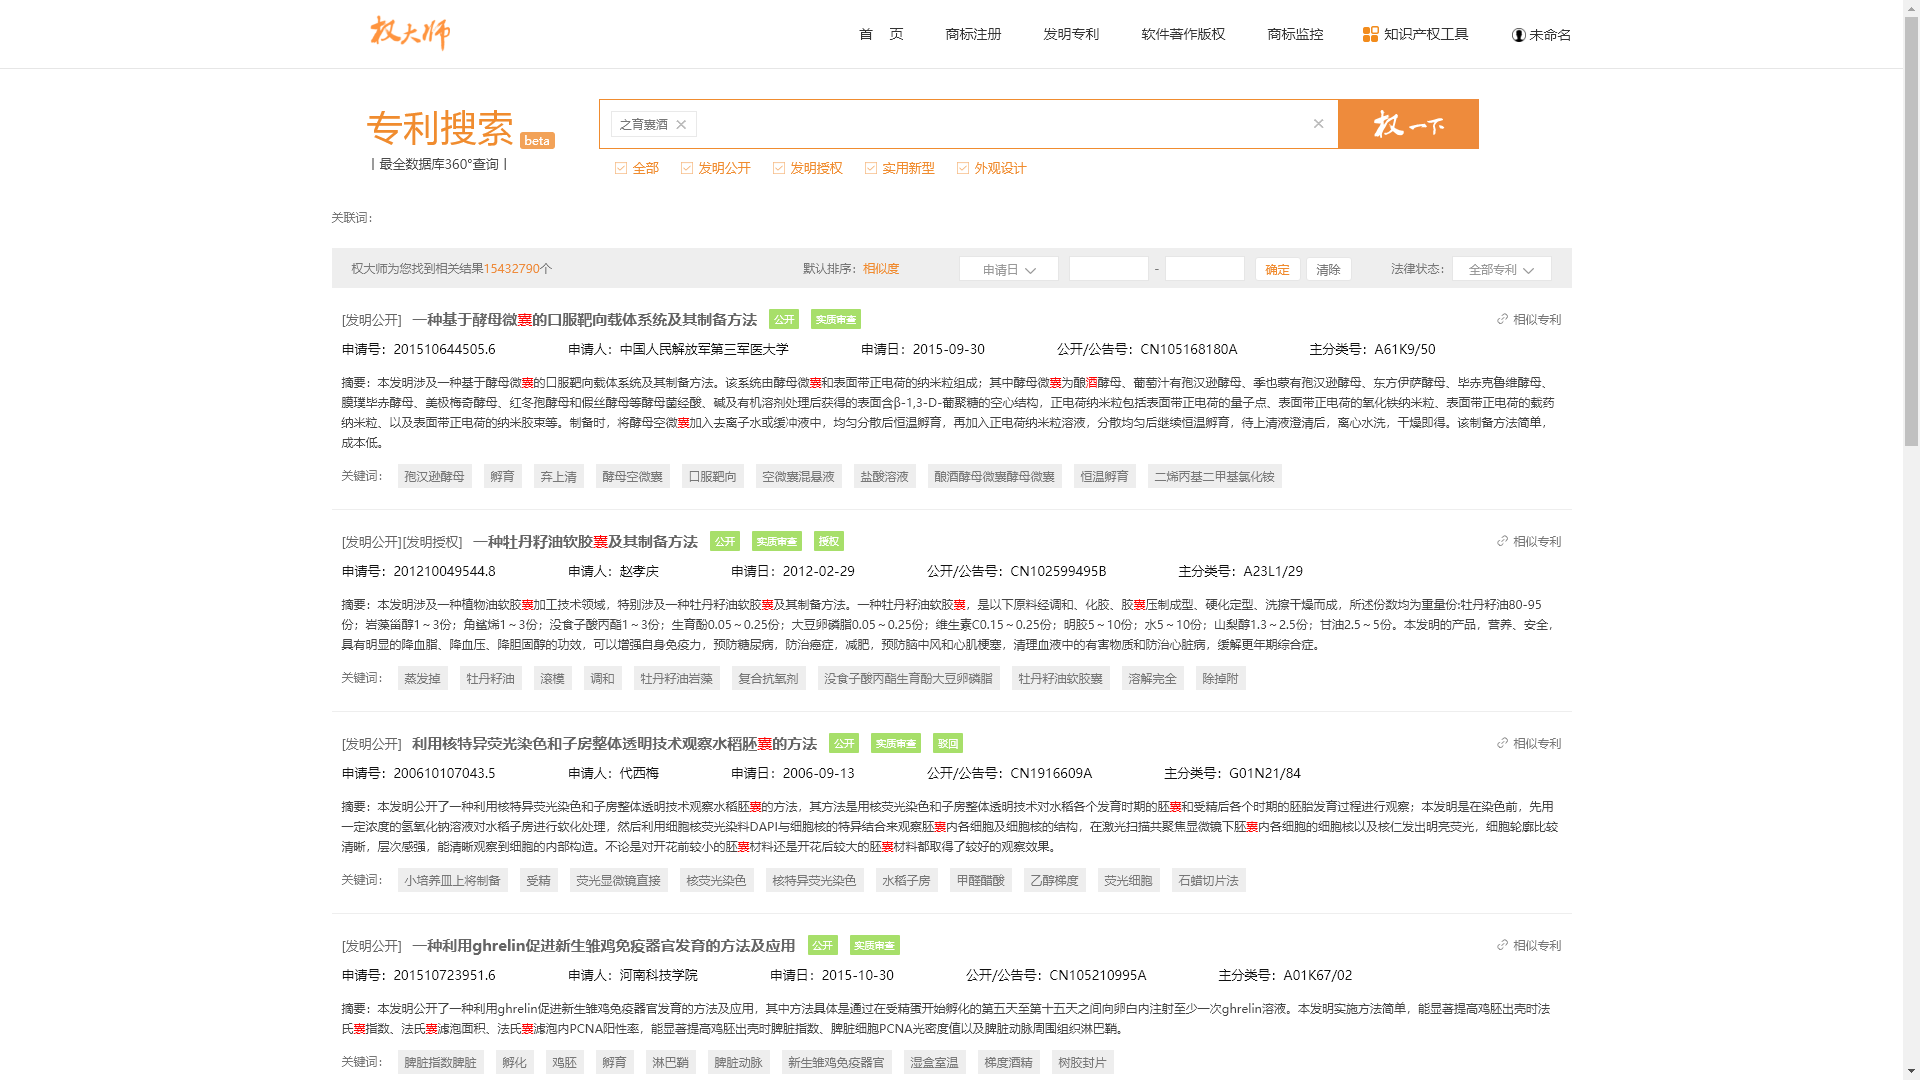 权大师
首 页 商标注册 发明专利 软件著作版权 商标监控 知识产权工具 未命名
专利搜索 beta
丨最全数据库360°查询丨
之育囊酒
权一下
全部 发明公开 发明授权 实用新型 外观设计
关联词：
权大师为您找到相关结果15432790个 默认排序：相似度 申请日 - 确定 清除 法律状态： 全部专利
[发明公开] 一种基于酵母微囊的口服靶向载体系统及其制备方法 公开 实质审查 相似专利
申请号：201510644505.6 申请人：中国人民解放军第三军医大学 申请日：2015-09-30 公开/公告号：CN105168180A 主分类号：A61K9/50
摘要：本发明涉及一种基于酵母微囊的口服靶向载体系统及其制备方法。该系统由酵母微囊和表面带正电荷的纳米粒组成；其中酵母微囊为酿酒酵母、葡萄汁有孢汉逊酵母、季也蒙有孢汉逊酵母、东方伊萨酵母、毕赤克鲁维酵母、
膜璞毕赤酵母、美极梅奇酵母、红冬孢酵母和假丝酵母等酵母菌经酸、碱及有机溶剂处理后获得的表面含β-1,3-D-葡聚糖的空心结构，正电荷纳米粒包括表面带正电荷的量子点、表面带正电荷的氧化铁纳米粒、表面带正电荷的载药
纳米粒、以及表面带正电荷的纳米胶束等。制备时，将酵母空微囊加入去离子水或缓冲液中，均匀分散后恒温孵育，再加入正电荷纳米粒溶液，分散均匀后继续恒温孵育，待上清液澄清后，离心水洗，干燥即得。该制备方法简单，
成本低。
关键词： 孢汉逊酵母 孵育 弃上清 酵母空微囊 口服靶向 空微囊混悬液 盐酸溶液 酿酒酵母微囊酵母微囊 恒温孵育 二烯丙基二甲基氯化铵
[发明公开][发明授权] 一种牡丹籽油软胶囊及其制备方法 公开 实质审查 授权 相似专利
申请号：201210049544.8 申请人：赵孝庆 申请日：2012-02-29 公开/公告号：CN102599495B 主分类号：A23L1/29
摘要：本发明涉及一种植物油软胶囊加工技术领域，特别涉及一种牡丹籽油软胶囊及其制备方法。一种牡丹籽油软胶囊，是以下原料经调和、化胶、胶囊压制成型、硬化定型、洗擦干燥而成，所述份数均为重量份:牡丹籽油80-95
份；岩藻甾醇1～3份；角鲨烯1～3份；没食子酸丙酯1～3份；生育酚0.05～0.25份；大豆卵磷脂0.05～0.25份；维生素C0.15～0.25份；明胶5～10份；水5～10份；山梨醇1.3～2.5份；甘油2.5～5份。本发明的产品，营养、安全，
具有明显的降血脂、降血压、降胆固醇的功效，可以增强自身免疫力，预防糖尿病，防治癌症，减肥，预防脑中风和心肌梗塞，清理血液中的有害物质和防治心脏病，缓解更年期综合症。
关键词： 蒸发掉 牡丹籽油 滚模 调和 牡丹籽油岩藻 复合抗氧剂 没食子酸丙酯生育酚大豆卵磷脂 牡丹籽油软胶囊 溶解完全 除掉附
[发明公开] 利用核特异荧光染色和子房整体透明技术观察水稻胚囊的方法 公开 实质审查 驳回 相似专利
申请号：200610107043.5 申请人：代西梅 申请日：2006-09-13 公开/公告号：CN1916609A 主分类号：G01N21/84
摘要：本发明公开了一种利用核特异荧光染色和子房整体透明技术观察水稻胚囊的方法，其方法是用核荧光染色和子房整体透明技术对水稻各个发育时期的胚囊和受精后各个时期的胚胎发育过程进行观察；本发明是在染色前，先用
一定浓度的氢氧化钠溶液对水稻子房进行软化处理，然后利用细胞核荧光染料DAPI与细胞核的特异结合来观察胚囊内各细胞及细胞核的结构，在激光扫描共聚焦显微镜下胚囊内各细胞的细胞核以及核仁发出明亮荧光，细胞轮廓比较
清晰，层次感强，能清晰观察到细胞的内部构造。不论是对开花前较小的胚囊材料还是开花后较大的胚囊材料都取得了较好的观察效果。
关键词： 小培养皿上将制备 受精 荧光显微镜直接 核荧光染色 核特异荧光染色 水稻子房 甲醛醋酸 乙醇梯度 荧光细胞 石蜡切片法
[发明公开] 一种利用ghrelin促进新生雏鸡免疫器官发育的方法及应用 公开 实质审查 相似专利
申请号：201510723951.6 申请人：河南科技学院 申请日：2015-10-30 公开/公告号：CN105210995A 主分类号：A01K67/02
摘要：本发明公开了一种利用ghrelin促进新生雏鸡免疫器官发育的方法及应用，其中方法具体是通过在受精蛋开始孵化的第五天至第十五天之间向卵白内注射至少一次ghrelin溶液。本发明实施方法简单，能显著提高鸡胚出壳时法
氏囊指数、法氏囊滤泡面积、法氏囊滤泡内PCNA阳性率，能显著提高鸡胚出壳时脾脏指数、脾脏细胞PCNA光密度值以及脾脏动脉周围组织淋巴鞘。
关键词： 脾脏指数脾脏 孵化 鸡胚 孵育 淋巴鞘 脾脏动脉 新生雏鸡免疫器官 湿盒室温 梯度酒精 树胶封片